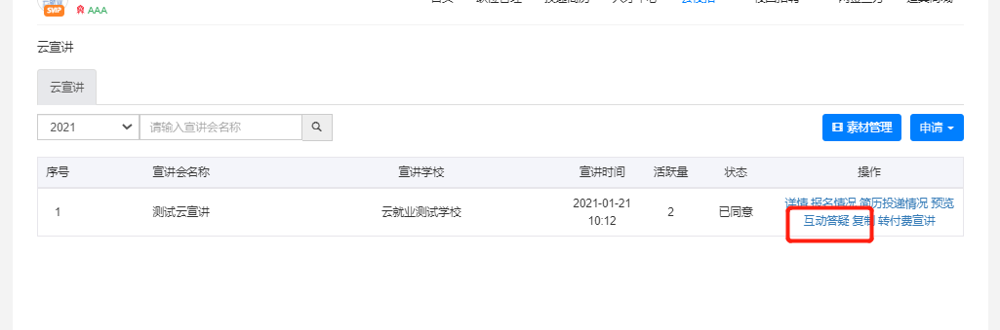 SVIP AAA
云宣讲
云宣讲
2021 请输入宣讲会名称 素材管理 申请
序号 宣讲会名称 宣讲学校 宣讲时间 活跃量 状态 操作
1 测试云宣讲 云就业测试学校 2021-01-21 2 已同意 详情 报名情况 简历投递情况 预览
10:12 互动答疑 复制 转付费宣讲